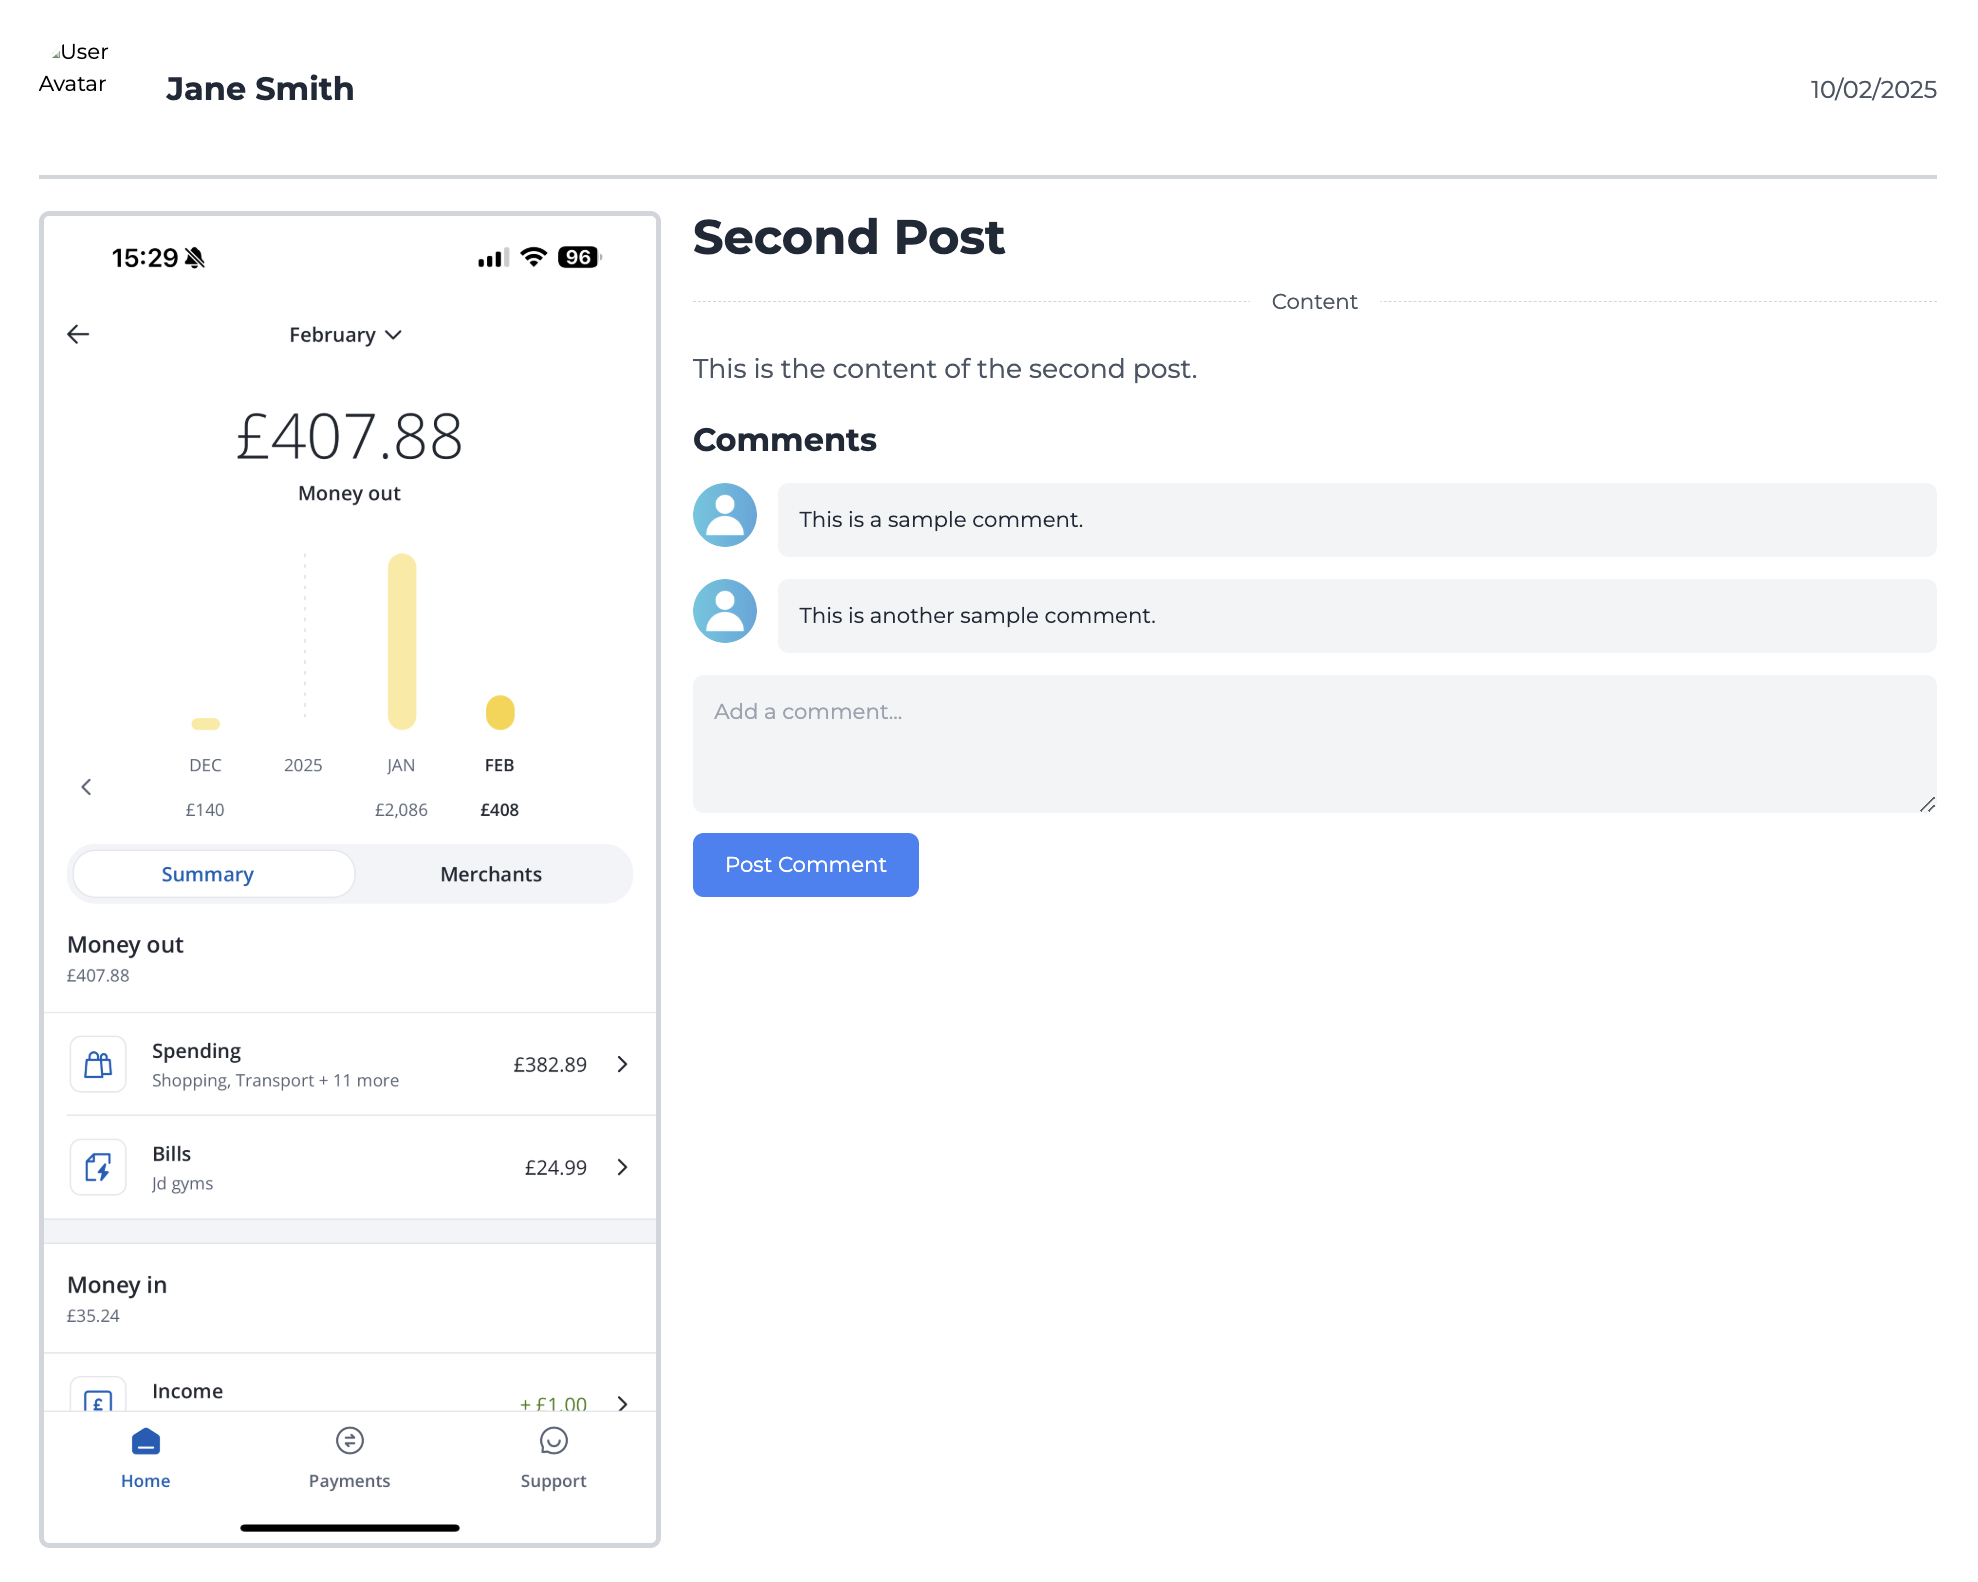 User
Avatar
Jane Smith
10/02/2025
15:29
96
February
£407.88
Money out
DEC
2025
JAN
FEB
£140
£2,086
£408
Summary
Merchants
Money out
£407.88
Spending
Shopping, Transport + 11 more
£382.89
Bills
Jd gyms
£24.99
Money in
£35.24
Income
+ £1.00
Home
Payments
Support
Second Post
Content
This is the content of the second post.
Comments
This is a sample comment.
This is another sample comment.
Add a comment...
Post Comment